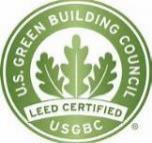 U.S. GREEN BUILDING COUNCIL
LEED CERTIFIED
USGBC
®